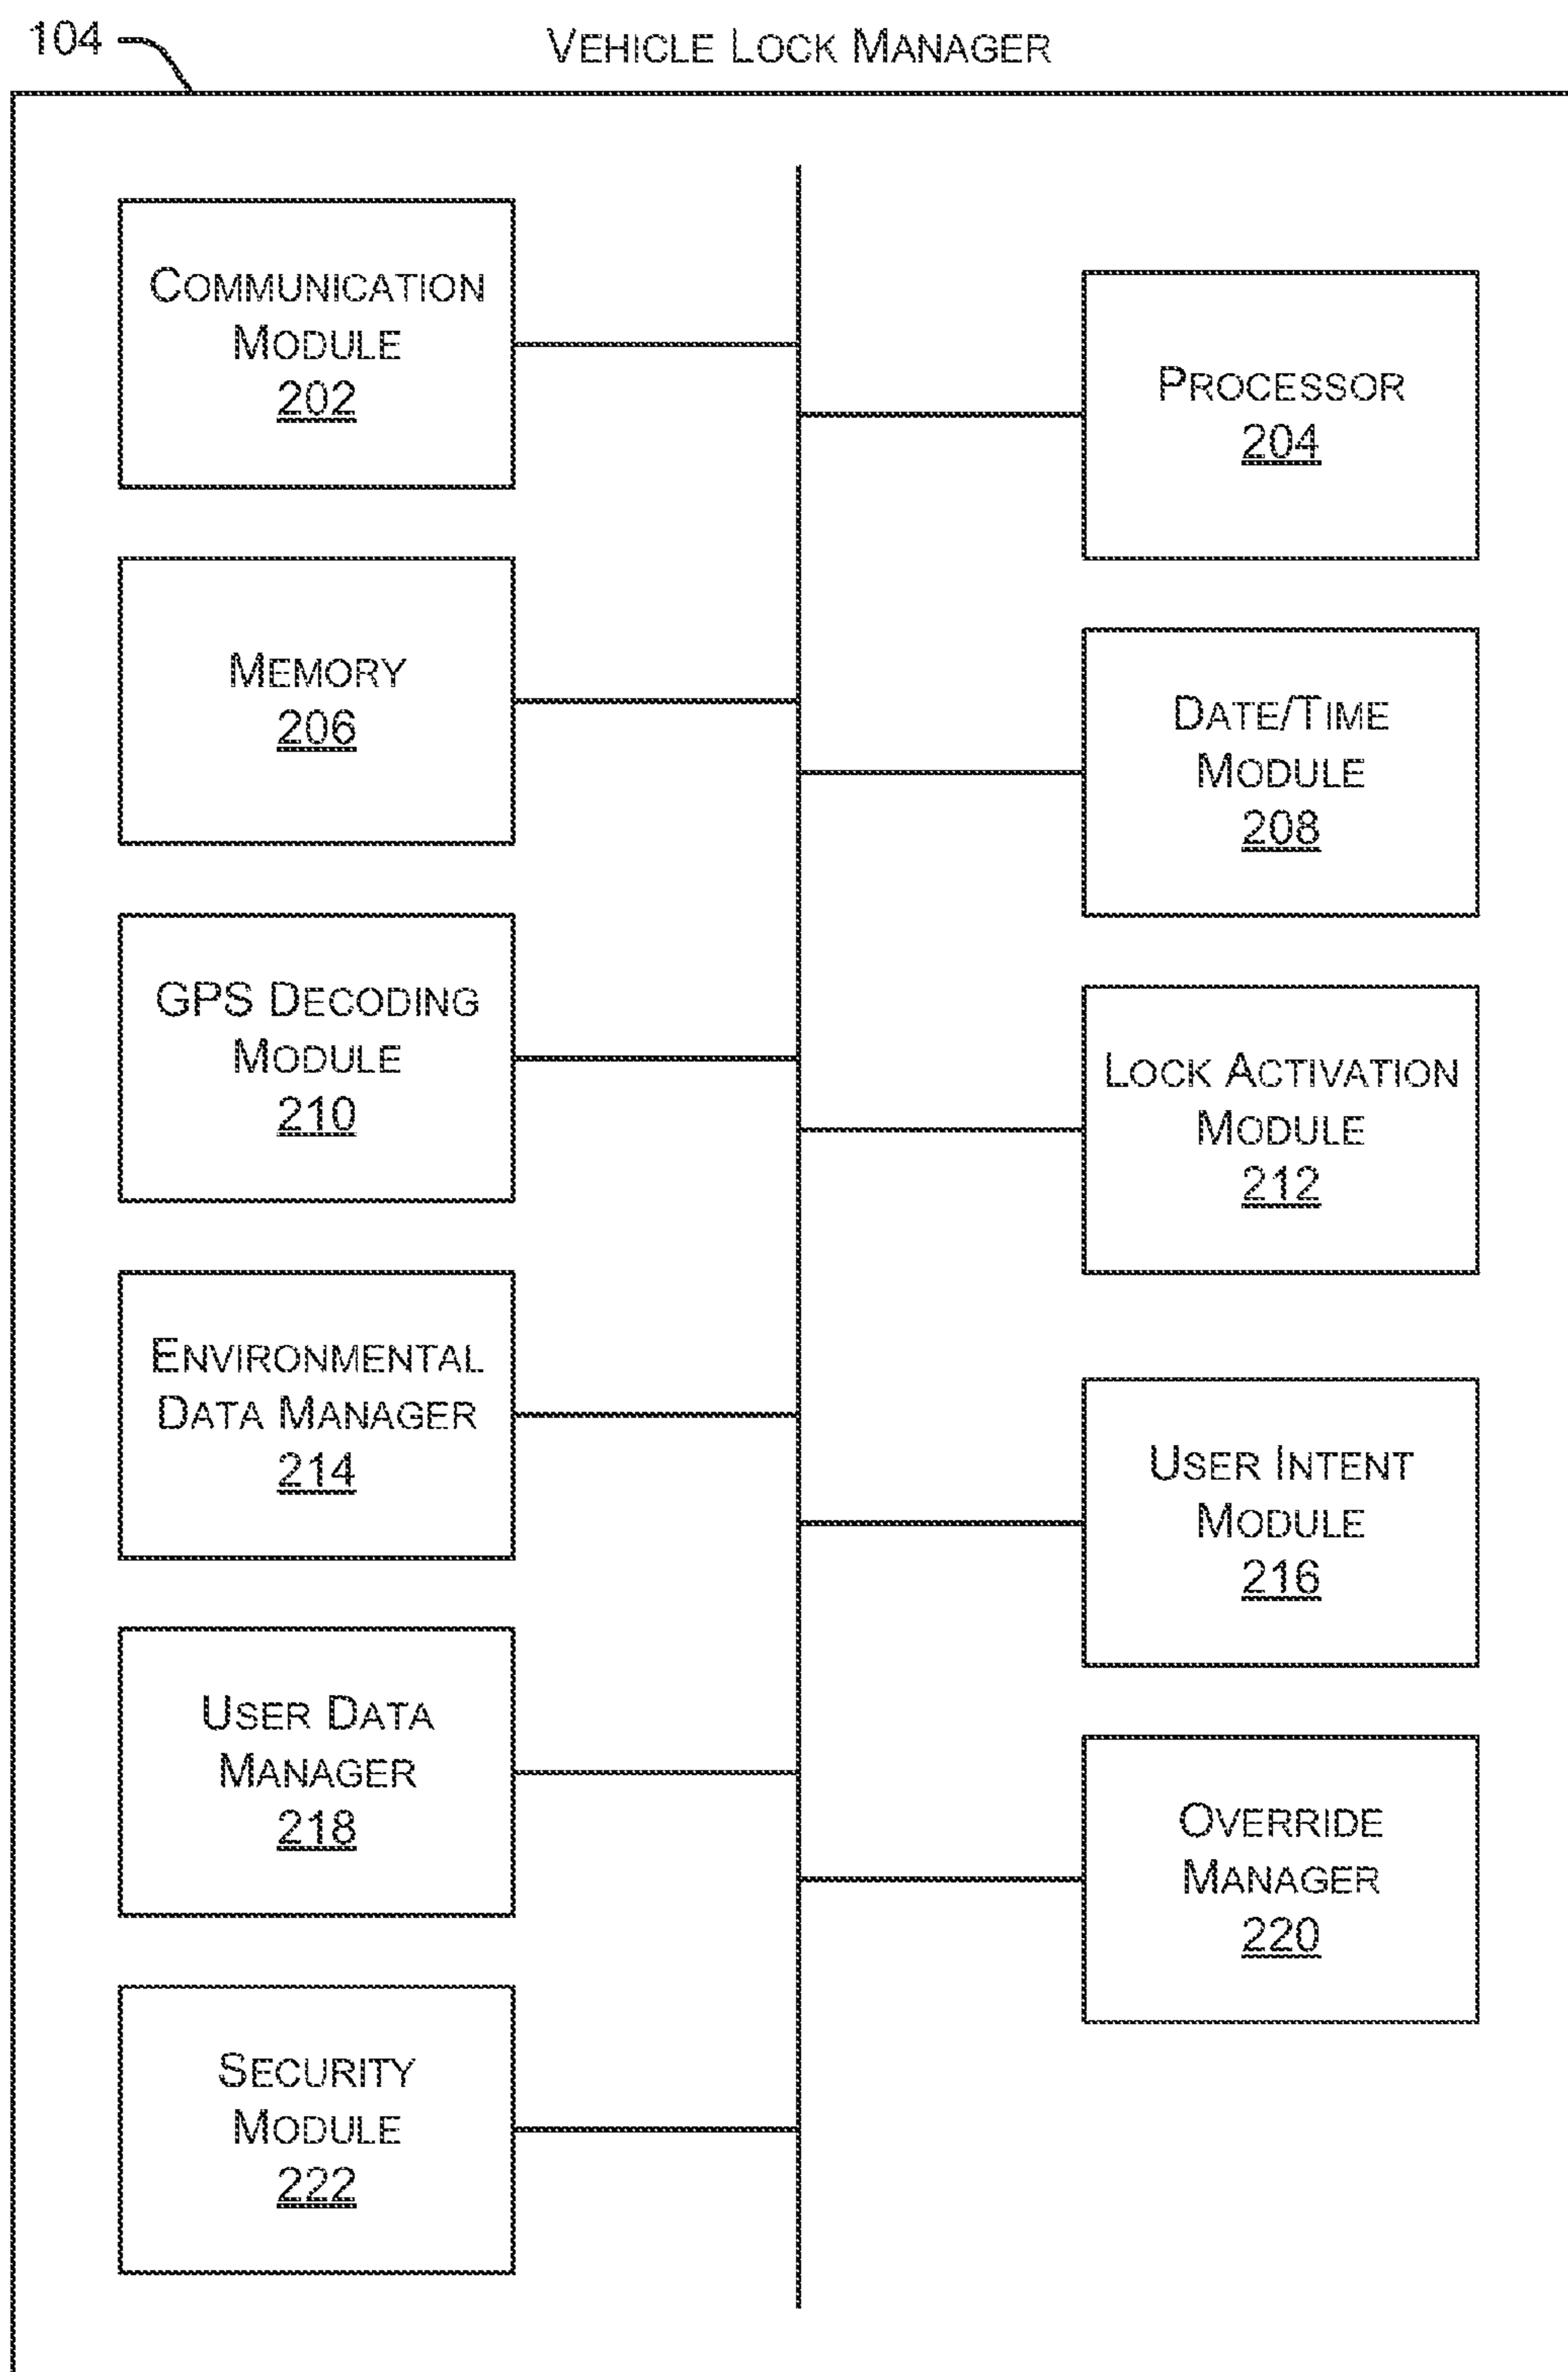 104
VEHICLE LOCK MANAGER
COMMUNICATION
MODULE
202
PROCESSOR
204
MEMORY
206
DATE/TIME
MODULE
208
GPS DECODING
MODULE
210
LOCK ACTIVATION
MODULE
212
ENVIRONMENTAL
DATA MANAGER
214
USER INTENT
MODULE
216
USER DATA
MANAGER
218
OVERRIDE
MANAGER
220
SECURITY
MODULE
222